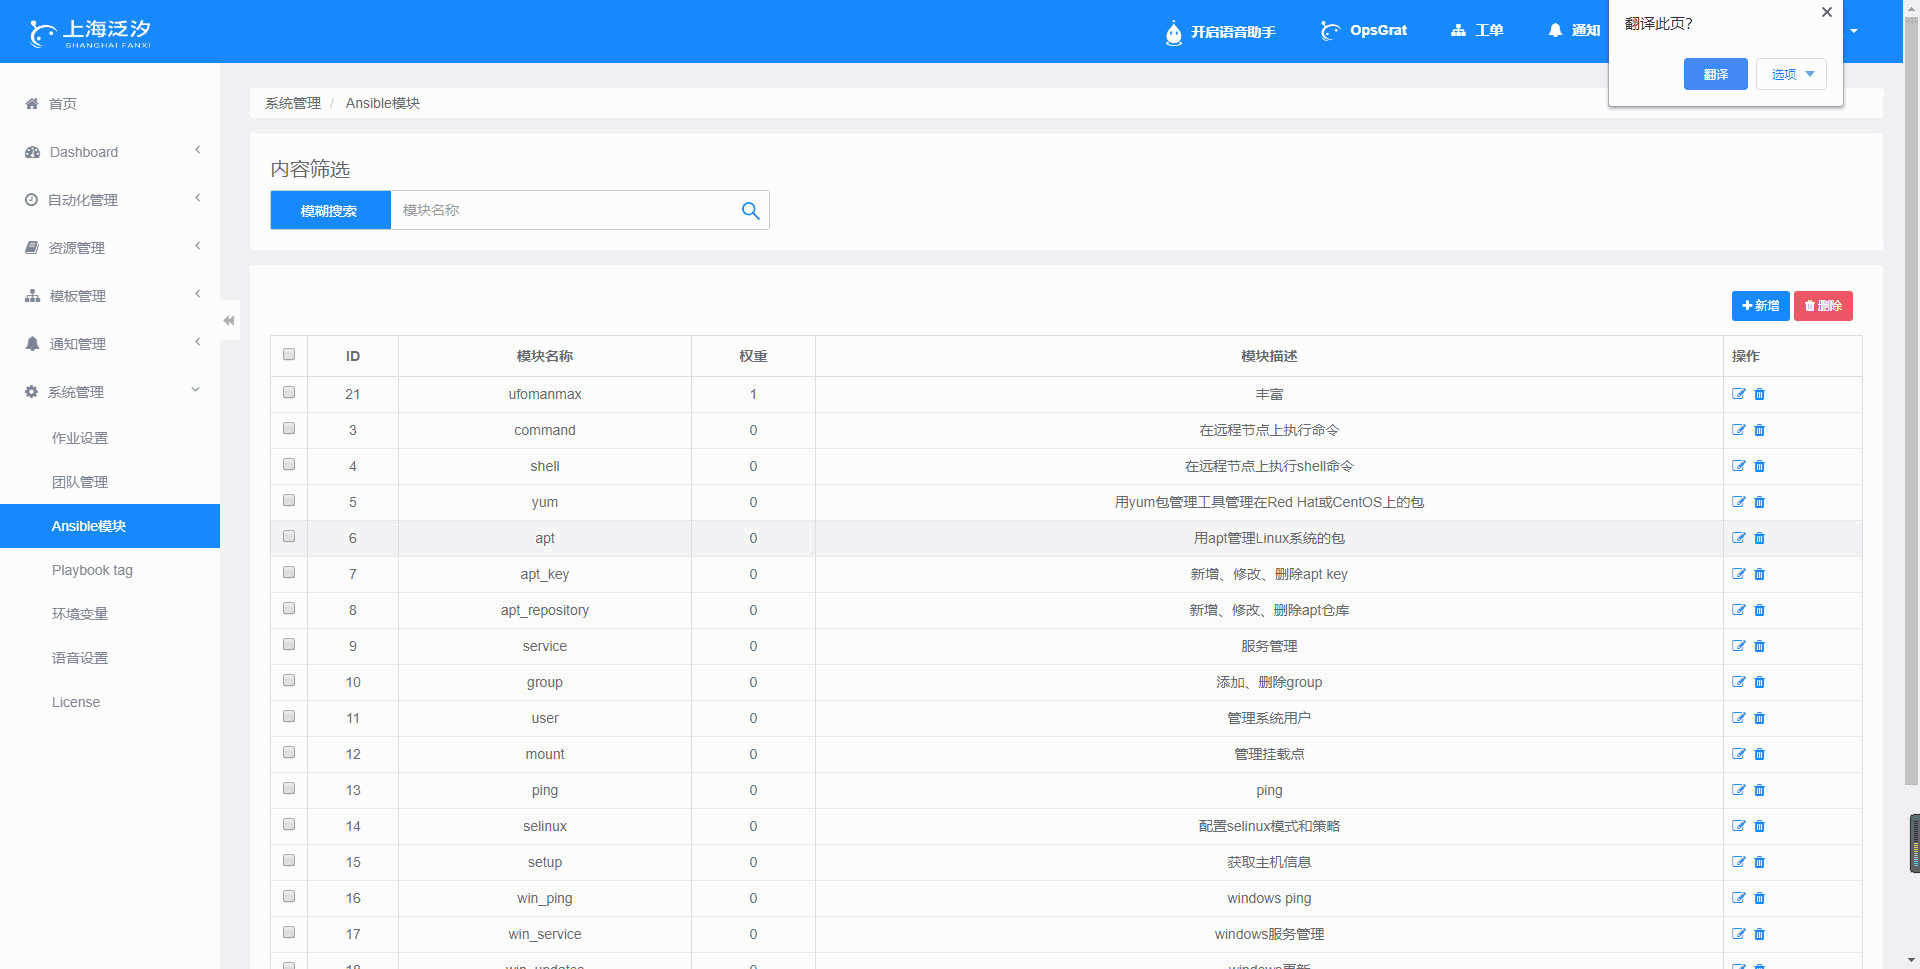 上海泛汐
SHANGHAI FANXI
开启语音助手
OpsGrat
工单
通知
翻译此页?
翻译
选项
首页
Dashboard
自动化管理
资源管理
模板管理
通知管理
系统管理
作业设置
团队管理
Ansible模块
Playbook tag
环境变量
语音设置
License
系统管理 / Ansible模块
内容筛选
模糊搜索 模块名称
新增 删除
ID 模块名称 权重 模块描述 操作
21 ufomanmax 1 丰富
3 command 0 在远程节点上执行命令
4 shell 0 在远程节点上执行shell命令
5 yum 0 用yum包管理工具管理在Red Hat或CentOS上的包
6 apt 0 用apt管理Linux系统的包
7 apt_key 0 新增、修改、删除apt key
8 apt_repository 0 新增、修改、删除apt仓库
9 service 0 服务管理
10 group 0 添加、删除group
11 user 0 管理系统用户
12 mount 0 管理挂载点
13 ping 0 ping
14 selinux 0 配置selinux模式和策略
15 setup 0 获取主机信息
16 win_ping 0 windows ping
17 win_service 0 windows服务管理
18 win_updates 0 windows更新